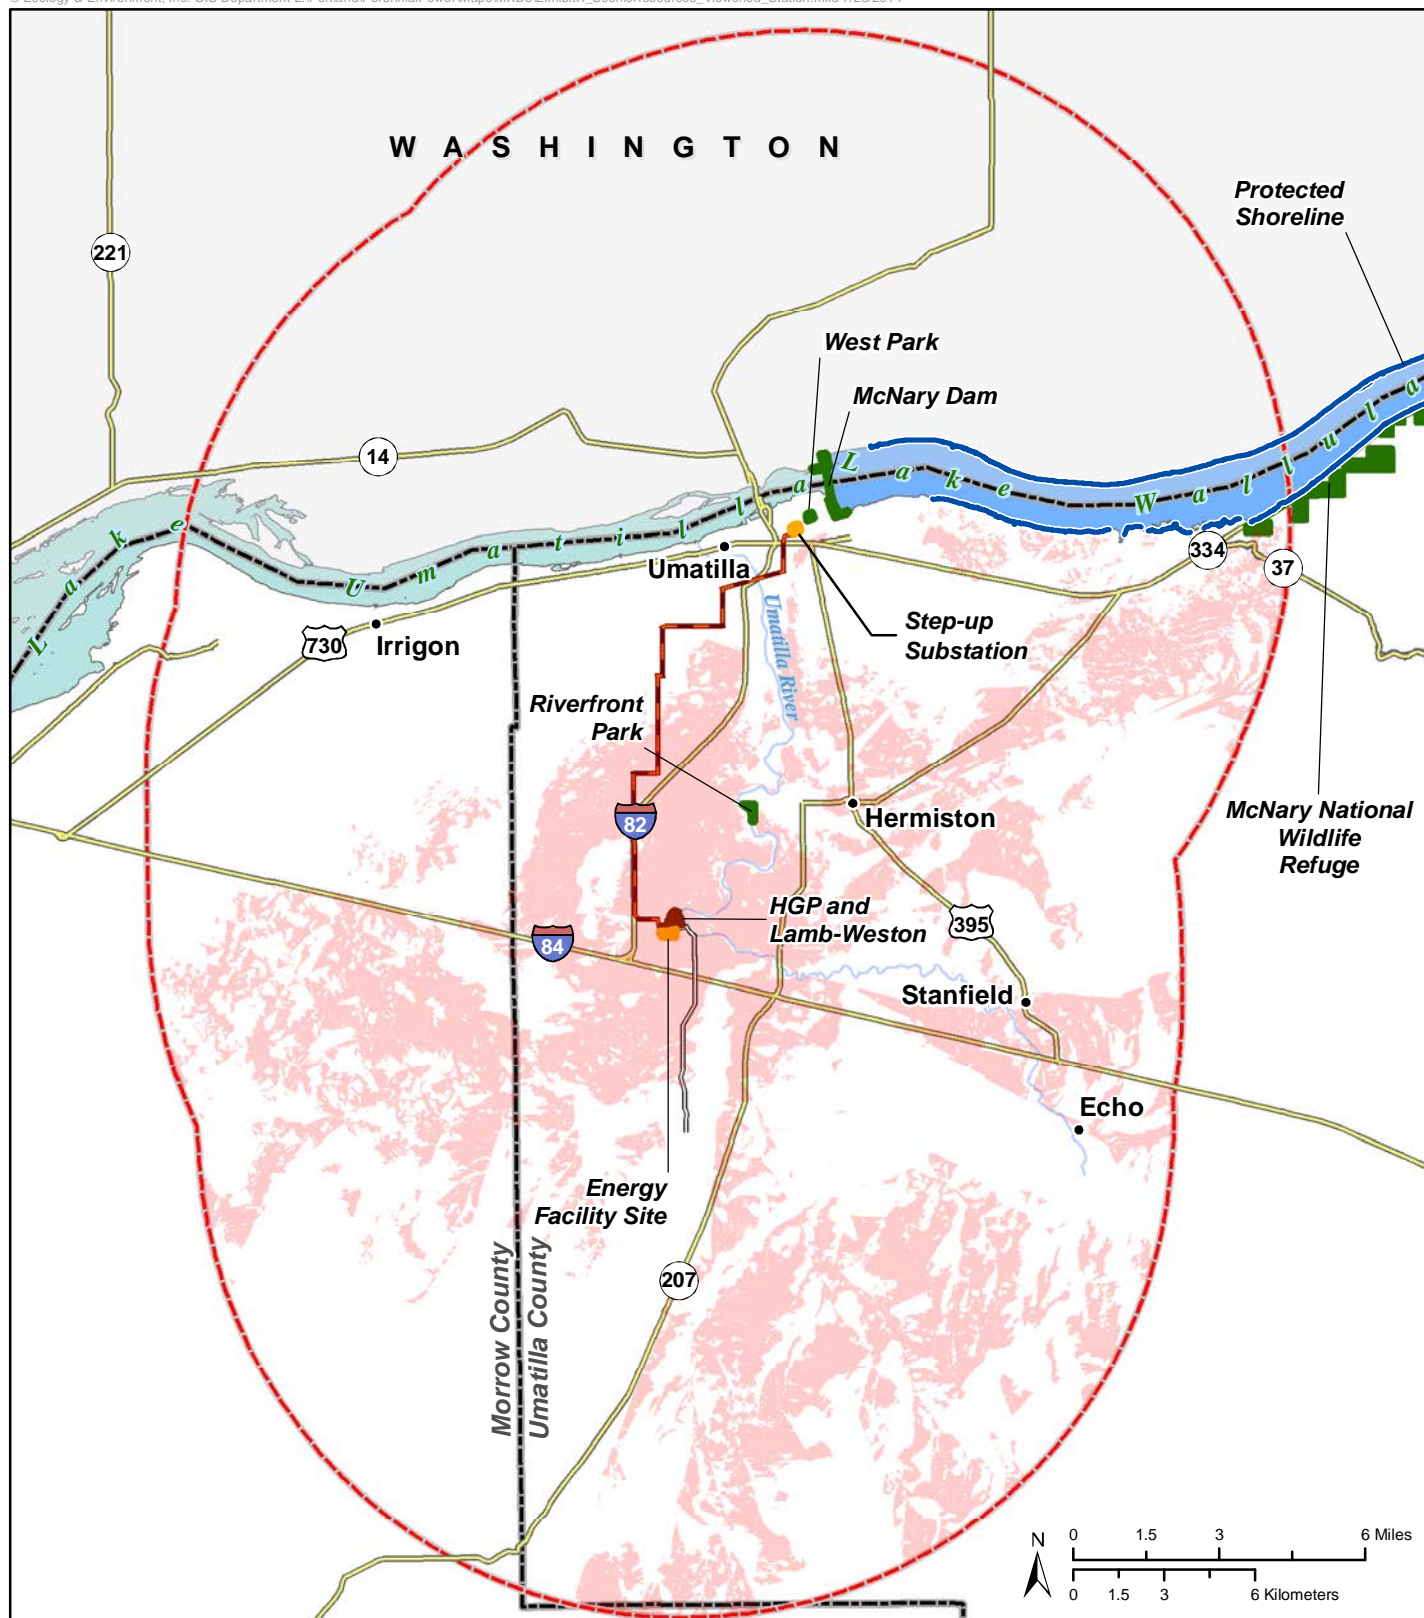 W A S H I N G T O N
Protected
Shoreline
221
West Park
McNary Dam
14
Lake Umatilla
Lake Wallula
334
37
Umatilla
730
Irrigon
Step-up
Substation
Umatilla River
Riverfront
Park
82
Hermiston
McNary National
Wildlife
Refuge
HGP and
Lamb-Weston
395
84
Stanfield
Echo
Energy
Facility Site
Morrow County
Umatilla County
207
N
0 1.5 3 6 Miles
0 1.5 3 6 Kilometers